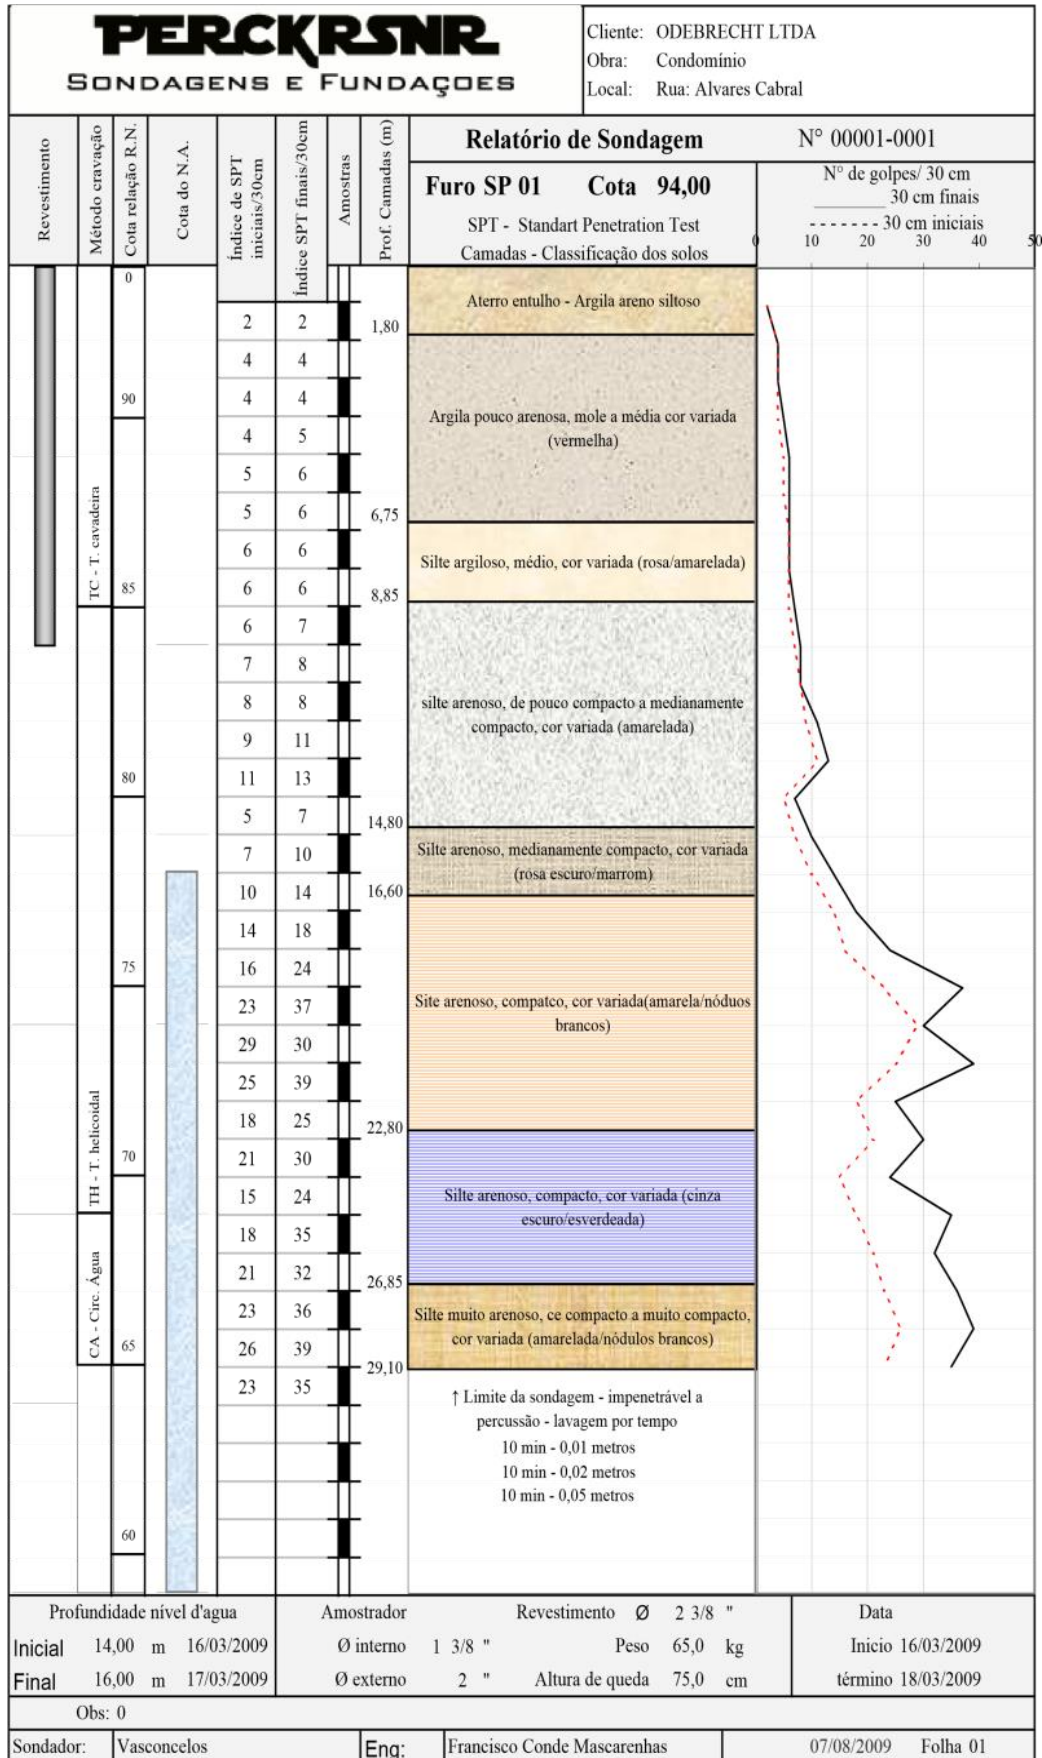 PERCKRSNR
SONDAGENS E FUNDAÇOES
Cliente: ODEBRECHT LTDA
Obra: Condomínio
Local: Rua: Alvares Cabral
Revestimento
Método cravação
Cota relação R.N.
Cota do N.A.
Índice de SPT iniciais/30cm
Índice SPT finais/30cm
Amostras
Prof. Camadas (m)
Relatório de Sondagem N° 00001-0001
Furo SP 01 Cota 94,00
SPT - Standart Penetration Test
Camadas - Classificação dos solos
N° de golpes/ 30 cm
30 cm finais
30 cm iniciais
0 10 20 30 40 50
0
Aterro entulho - Argila areno siltoso
2 2 1,80
4 4
90 4 4
Argila pouco arenosa, mole a média cor variada
(vermelha)
4 5
5 6
5 6 6,75
TC - T. cavadeira
6 6
Silte argiloso, médio, cor variada (rosa/amarelada)
85 6 6 8,85
6 7
7 8
8 8
silte arenoso, de pouco compacto a medianamente
compacto, cor variada (amarelada)
9 11
80 11 13
5 7 14,80
7 10
Silte arenoso, medianamente compacto, cor variada
(rosa escuro/marrom)
10 14 16,60
14 18
75 16 24
23 37
Site arenoso, compatco, cor variada(amarela/nóduos
brancos)
29 30
25 39
18 25 22,80
TH - T. helicoidal
70 21 30
15 24
Silte arenoso, compacto, cor variada (cinza
escuro/esverdeada)
18 35
21 32 26,85
CA - Circ. Água
23 36
Silte muito arenoso, ce compacto a muito compacto,
cor variada (amarelada/nódulos brancos)
65 26 39 29,10
23 35
↑ Limite da sondagem - impenetrável a
percussão - lavagem por tempo
10 min - 0,01 metros
10 min - 0,02 metros
10 min - 0,05 metros
60
Profundidade nível d'agua Amostrador Revestimento Ø 2 3/8 " Data
Inicial 14,00 m 16/03/2009 Ø interno 1 3/8 " Peso 65,0 kg Inicio 16/03/2009
Final 16,00 m 17/03/2009 Ø externo 2 " Altura de queda 75,0 cm término 18/03/2009
Obs: 0
Sondador: Vasconcelos Eng: Francisco Conde Mascarenhas 07/08/2009 Folha 01